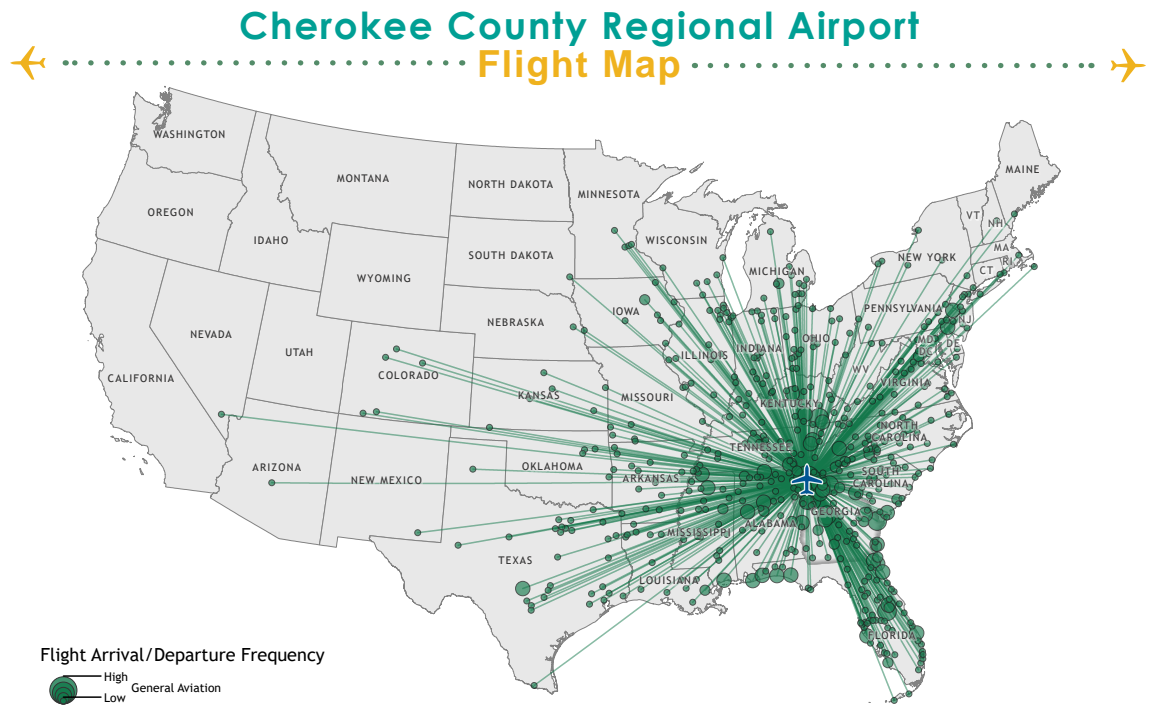 Cherokee County Regional Airport
Flight Map
WASHINGTON
MONTANA
NORTH DAKOTA
MINNESOTA
MAINE
OREGON
IDAHO
SOUTH DAKOTA
WISCONSIN
MICHIGAN
VT
NH
NEW YORK
MA
RI
CT
WYOMING
NEBRASKA
IOWA
PENNSYLVANIA
NJ
NEVADA
UTAH
COLORADO
ILLINOIS
INDIANA
OHIO
MD
DE
DC
WV
VIRGINIA
CALIFORNIA
KANSAS
MISSOURI
KENTUCKY
NORTH
CAROLINA
TENNESSEE
ARIZONA
NEW MEXICO
OKLAHOMA
ARKANSAS
SOUTH
CAROLINA
GEORGIA
ALABAMA
MISSISSIPPI
TEXAS
LOUISIANA
FLORIDA
Flight Arrival/Departure Frequency
High
General Aviation
Low